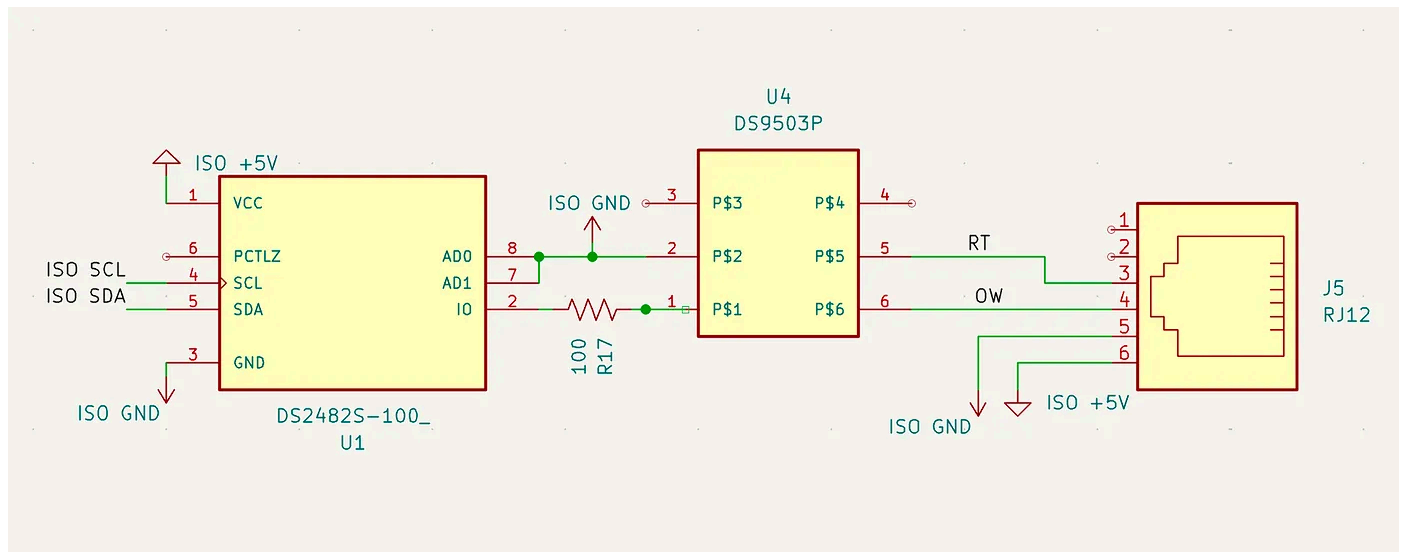 U4
DS9503P
ISO +5V
1
VCC
6
PCTLZ
ISO SCL
4
SCL
ISO SDA
5
SDA
3
GND
ISO GND
AD0
8
AD1
7
IO
2
DS2482S-100_
U1
ISO GND
100
R17
3
P$3
2
P$2
1
P$1
P$4
4
P$5
5
P$6
6
RT
OW
1
2
3
4
5
6
J5
RJ12
ISO GND
ISO +5V